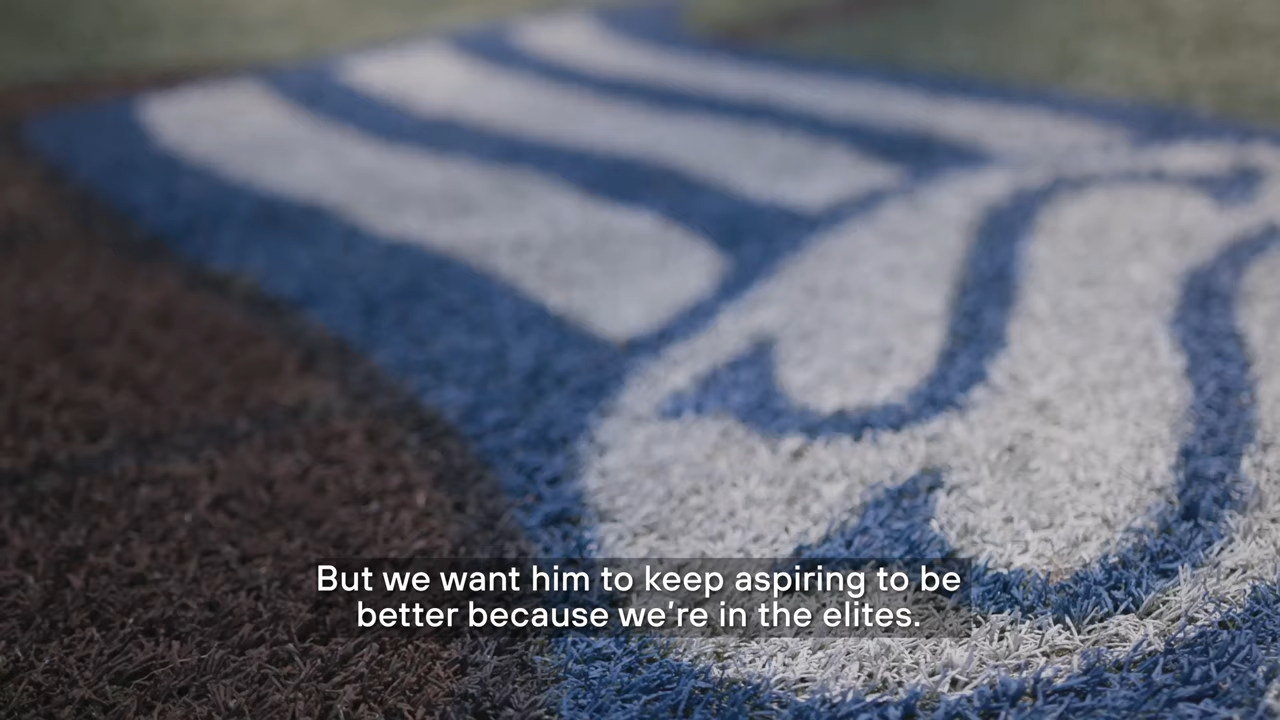 But we want him to keep aspiring to be
better because we're in the elites.